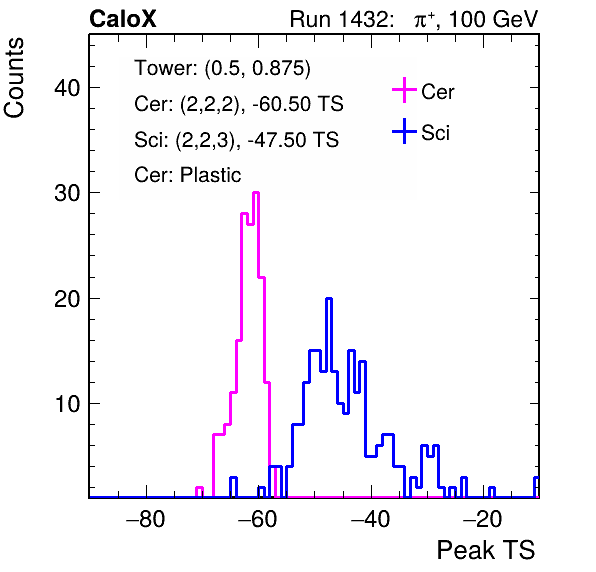 CaloX Run 1432: π⁺, 100 GeV
Counts
Tower: (0.5, 0.875)
Cer: (2,2,2), -60.50 TS
Sci: (2,2,3), -47.50 TS
Cer: Plastic
Cer
Sci
40
30
20
10
−80 −60 −40 −20
Peak TS